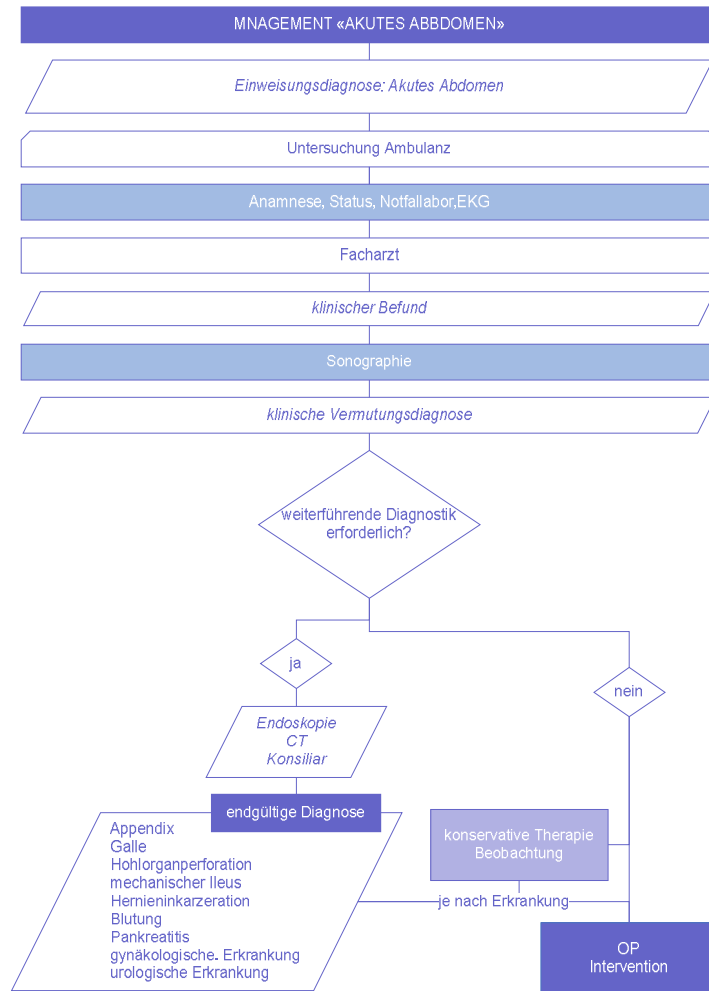 MNAGEMENT «AKUTES ABBDOMEN»
Einweisungsdiagnose: Akutes Abdomen
Untersuchung Ambulanz
Anamnese, Status, Notfallabor,EKG
Facharzt
klinischer Befund
Sonographie
klinische Vermutungsdiagnose
weiterführende Diagnostik
erforderlich?
ja
nein
Endoskopie
CT
Konsiliar
endgültige Diagnose
Appendix
Galle
Hohlorganperforation
mechanischer Ileus
Hernieninkarzeration
Blutung
Pankreatitis
gynäkologische. Erkrankung
urologische Erkrankung
konservative Therapie
Beobachtung
je nach Erkrankung
OP
Intervention